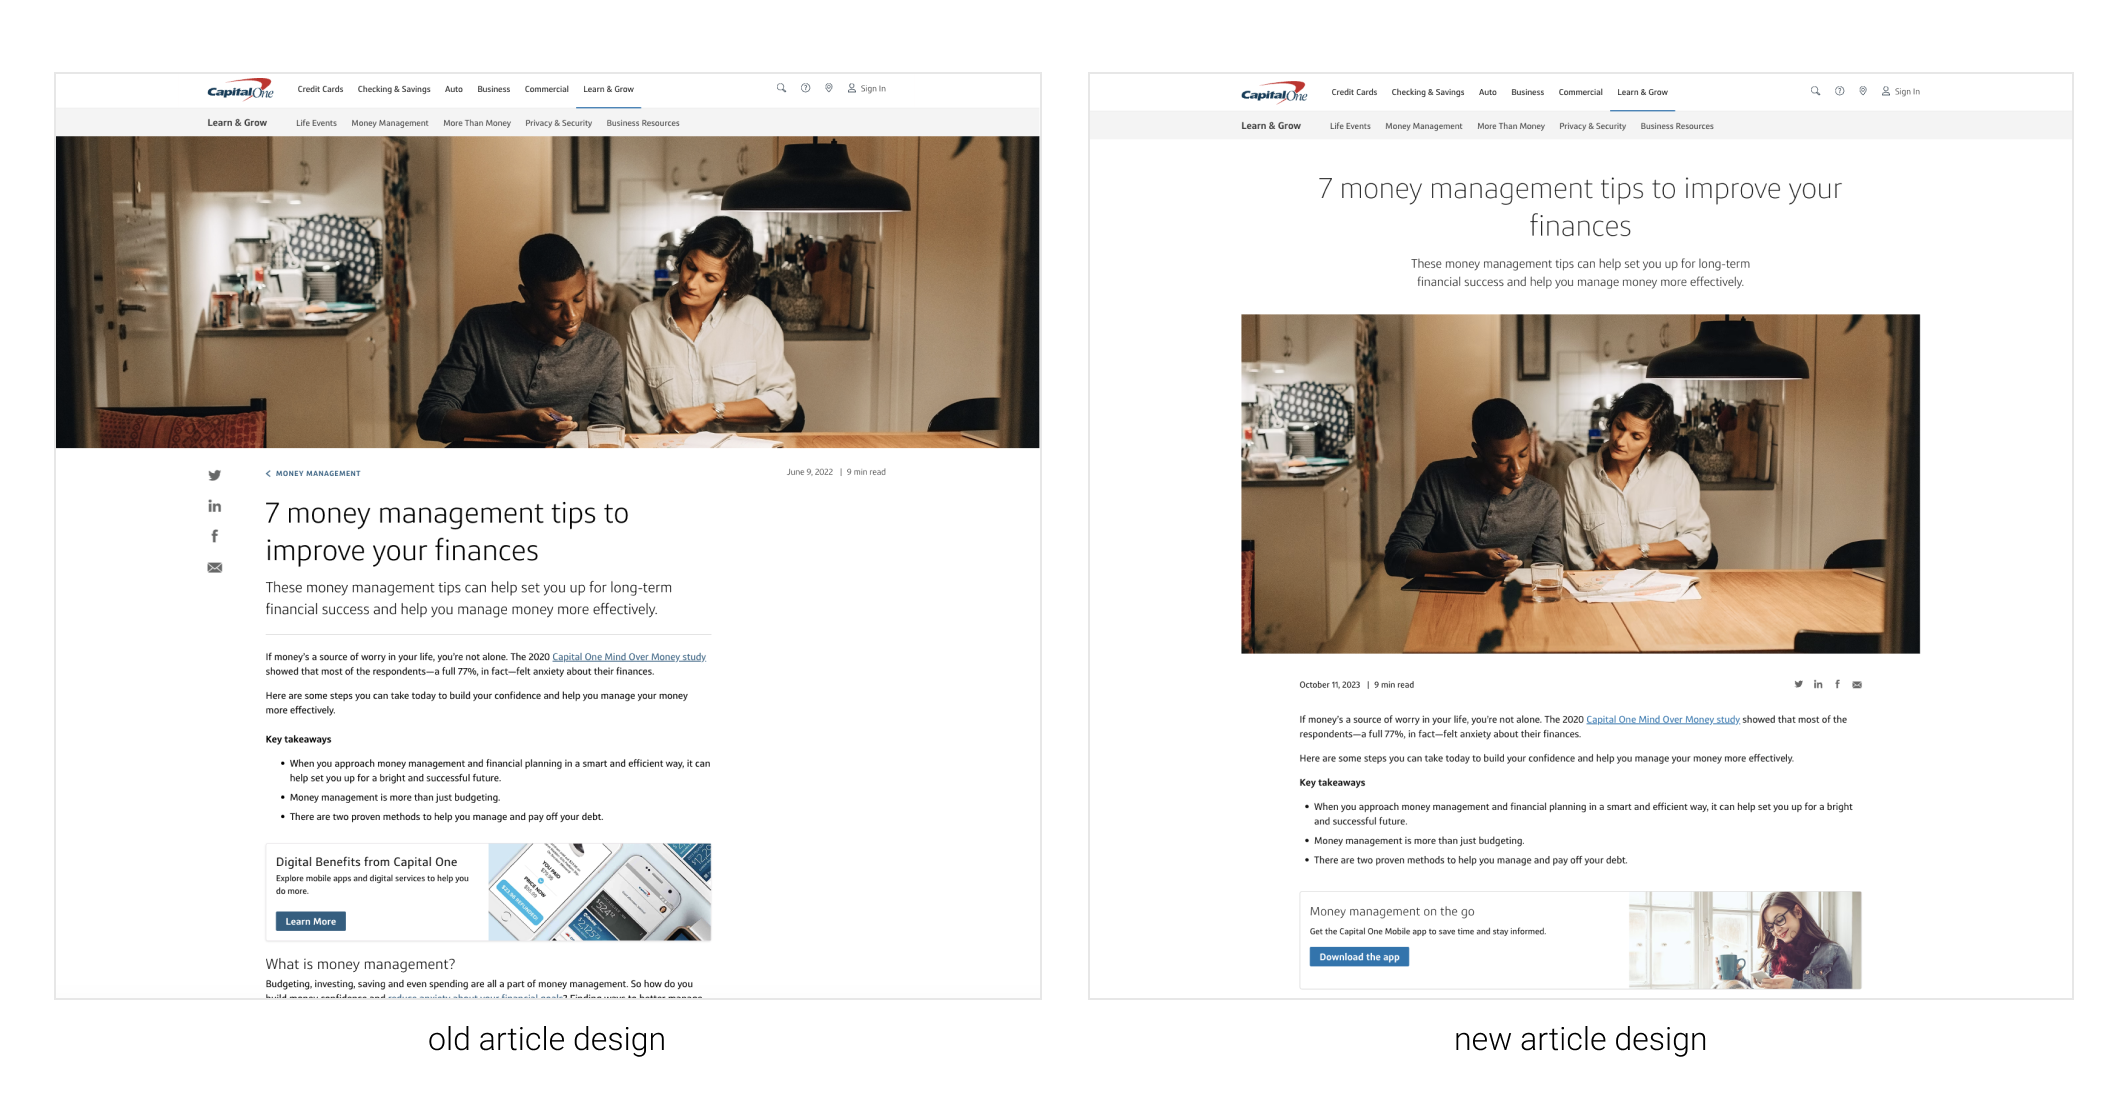 Capital One Credit Cards Checking & Savings Auto Business Commercial Learn & Grow Sign In
Learn & Grow Life Events Money Management More Than Money Privacy & Security Business Resources
MONEY MANAGEMENT June 9, 2022 | 9 min read
7 money management tips to
improve your finances
These money management tips can help set you up for long-term
financial success and help you manage money more effectively.
If money's a source of worry in your life, you're not alone. The 2020 Capital One Mind Over Money study
showed that most of the respondents—a full 77%, in fact—felt anxiety about their finances.
Here are some steps you can take today to build your confidence and help you manage your money
more effectively.
Key takeaways
• When you approach money management and financial planning in a smart and efficient way, it can
help set you up for a bright and successful future.
• Money management is more than just budgeting.
• There are two proven methods to help you manage and pay off your debt.
Digital Benefits from Capital One
Explore mobile apps and digital services to help you
do more.
Learn More
YOU PAID
PRICE NOW
What is money management?
Budgeting, investing, saving and even spending are all a part of money management. So how do you
build money confidence and reduce anxiety about your financial goals? Finding ways to better manage
old article design
Capital One Credit Cards Checking & Savings Auto Business Commercial Learn & Grow Sign In
Learn & Grow Life Events Money Management More Than Money Privacy & Security Business Resources
7 money management tips to improve your
finances
These money management tips can help set you up for long-term
financial success and help you manage money more effectively.
October 11, 2023 | 9 min read
If money's a source of worry in your life, you're not alone. The 2020 Capital One Mind Over Money study showed that most of the
respondents—a full 77%, in fact—felt anxiety about their finances.
Here are some steps you can take today to build your confidence and help you manage your money more effectively.
Key takeaways
• When you approach money management and financial planning in a smart and efficient way, it can help set you up for a bright
and successful future.
• Money management is more than just budgeting.
• There are two proven methods to help you manage and pay off your debt.
Money management on the go
Get the Capital One Mobile app to save time and stay informed.
Download the app
new article design